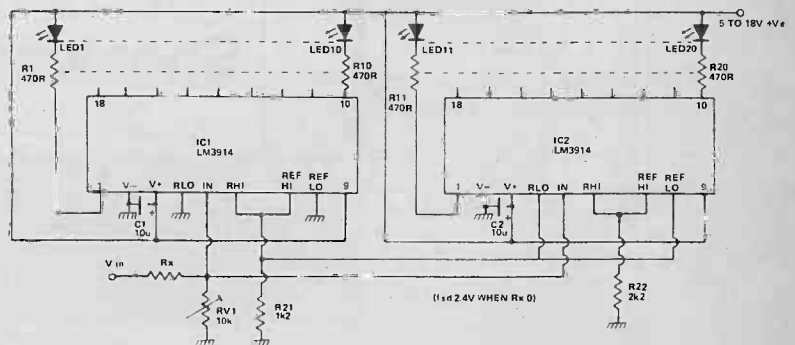 5 TO 18V +Ve
LED1
LED10
LED11
LED20
R1
470R
R10
470R
R11
470R
R20
470R
18
10
18
10
IC1
LM3914
IC2
LM3914
1
V-
V+
RLO
IN
RHI
REF
HI
REF
LO
9
1
V-
V+
RLO
IN
RHI
REF
HI
REF
LO
9
C1
10u
+
C2
10u
+
V in
Rx
RV1
10k
R21
1k2
(fsd 2.4V WHEN Rx 0)
R22
2k2